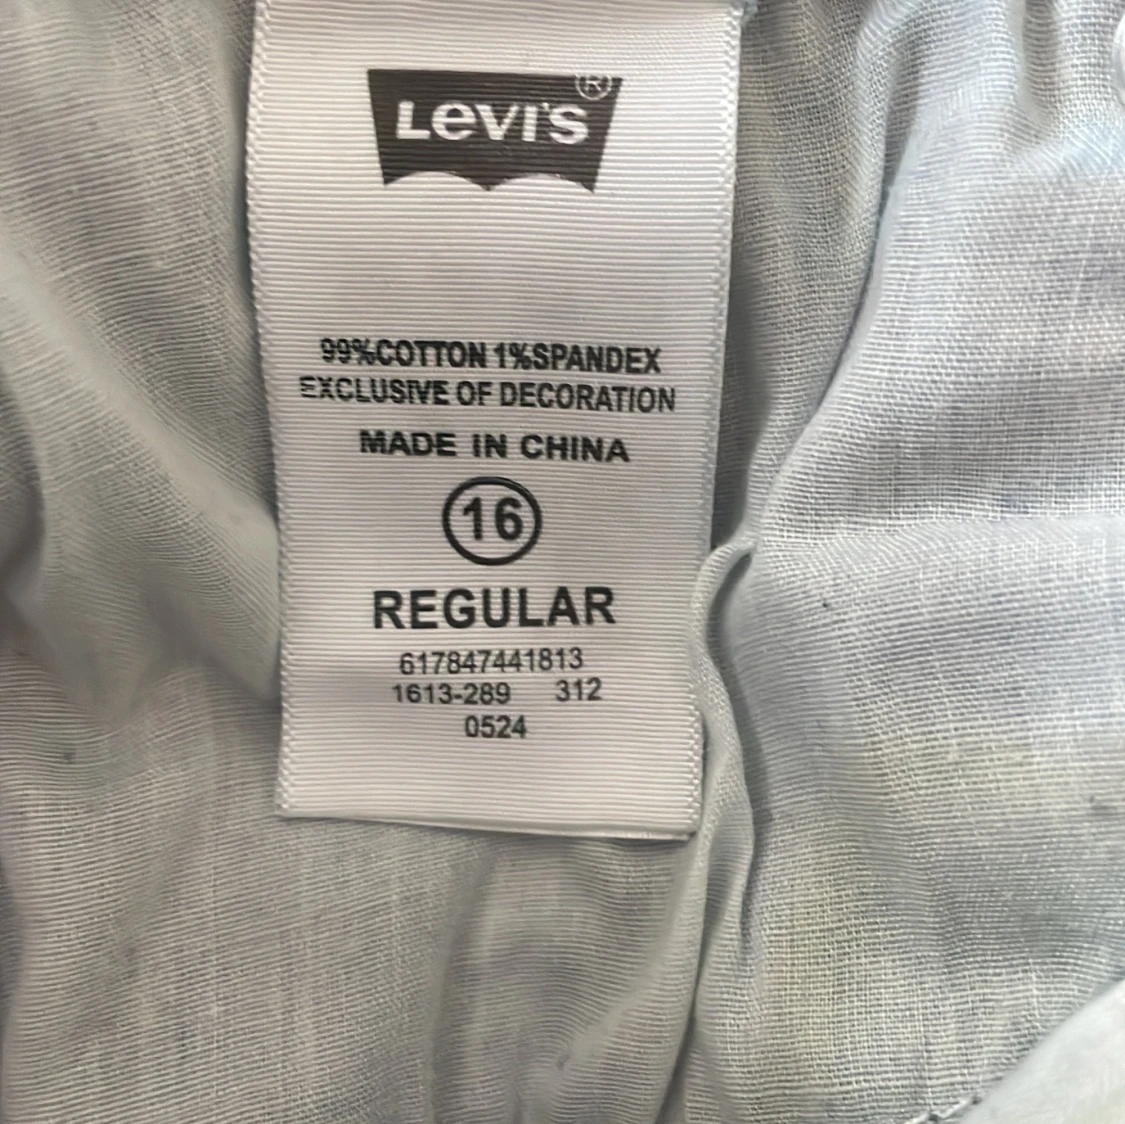 LEVI'S®
99%COTTON 1%SPANDEX
EXCLUSIVE OF DECORATION
MADE IN CHINA
16
REGULAR
617847441813
1613-289 312
0524